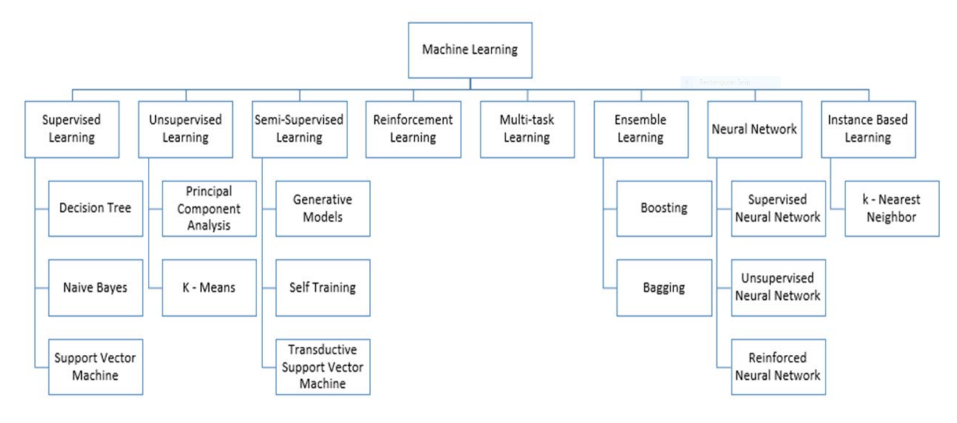 Machine Learning
Supervised
Learning
Unsupervised
Learning
Semi-Supervised
Learning
Reinforcement
Learning
Multi-task
Learning
Ensemble
Learning
Neural Network
Instance Based
Learning
Decision Tree
Principal
Component
Analysis
Generative
Models
Boosting
Supervised
Neural Network
k - Nearest
Neighbor
Naive Bayes
K - Means
Self Training
Bagging
Unsupervised
Neural Network
Support Vector
Machine
Transductive
Support Vector
Machine
Reinforced
Neural Network